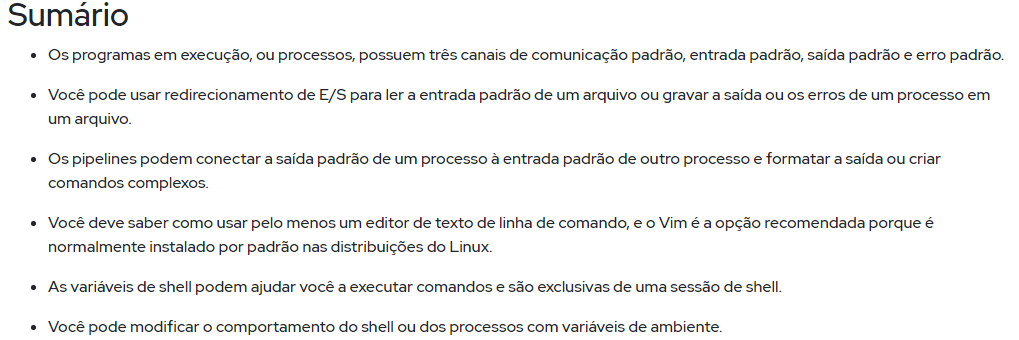 Sumário
• Os programas em execução, ou processos, possuem três canais de comunicação padrão, entrada padrão, saída padrão e erro padrão.
• Você pode usar redirecionamento de E/S para ler a entrada padrão de um arquivo ou gravar a saída ou os erros de um processo em
um arquivo.
• Os pipelines podem conectar a saída padrão de um processo à entrada padrão de outro processo e formatar a saída ou criar
comandos complexos.
• Você deve saber como usar pelo menos um editor de texto de linha de comando, e o Vim é a opção recomendada porque é
normalmente instalado por padrão nas distribuições do Linux.
• As variáveis de shell podem ajudar você a executar comandos e são exclusivas de uma sessão de shell.
• Você pode modificar o comportamento do shell ou dos processos com variáveis de ambiente.